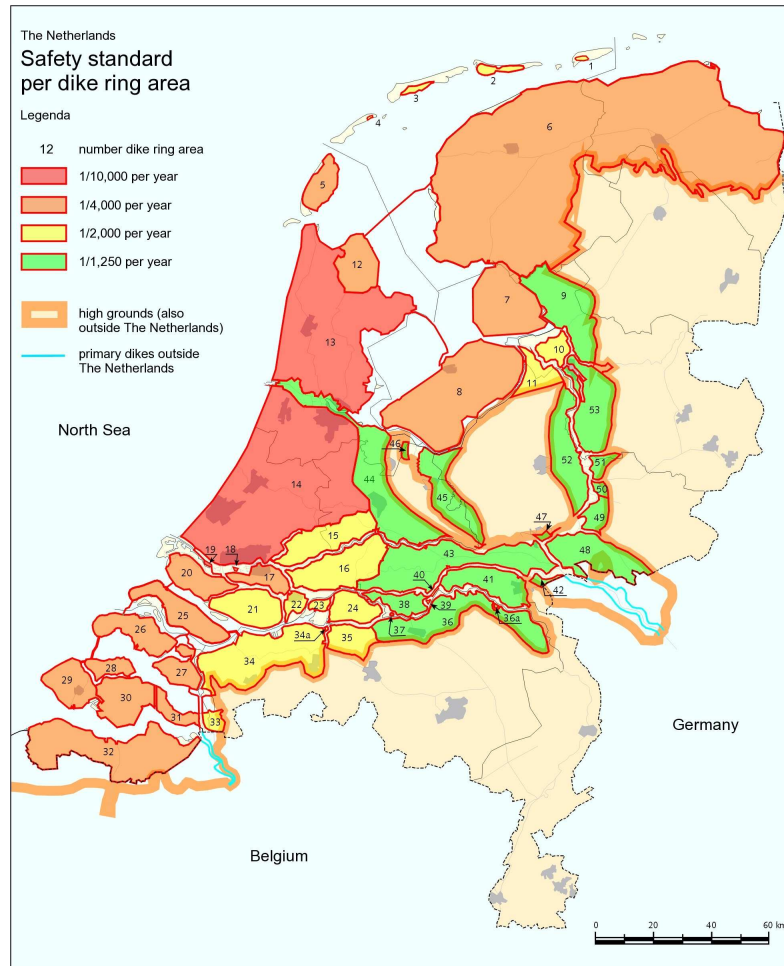 The Netherlands
Safety standard
per dike ring area
Legenda
12 number dike ring area
1/10,000 per year
1/4,000 per year
1/2,000 per year
1/1,250 per year
high grounds (also
outside The Netherlands)
primary dikes outside
The Netherlands
North Sea
Germany
Belgium
1
2
3
4
5
6
12
7
9
13
10
11
8
53
46
52
51
44
45
50
14
49
47
15
48
43
19
18
16
40
41
20
17
42
21
22
23
24
38
39
25
37
36
36a
26
34a
35
34
28
27
29
30
31
33
32
0 20 40 60 km